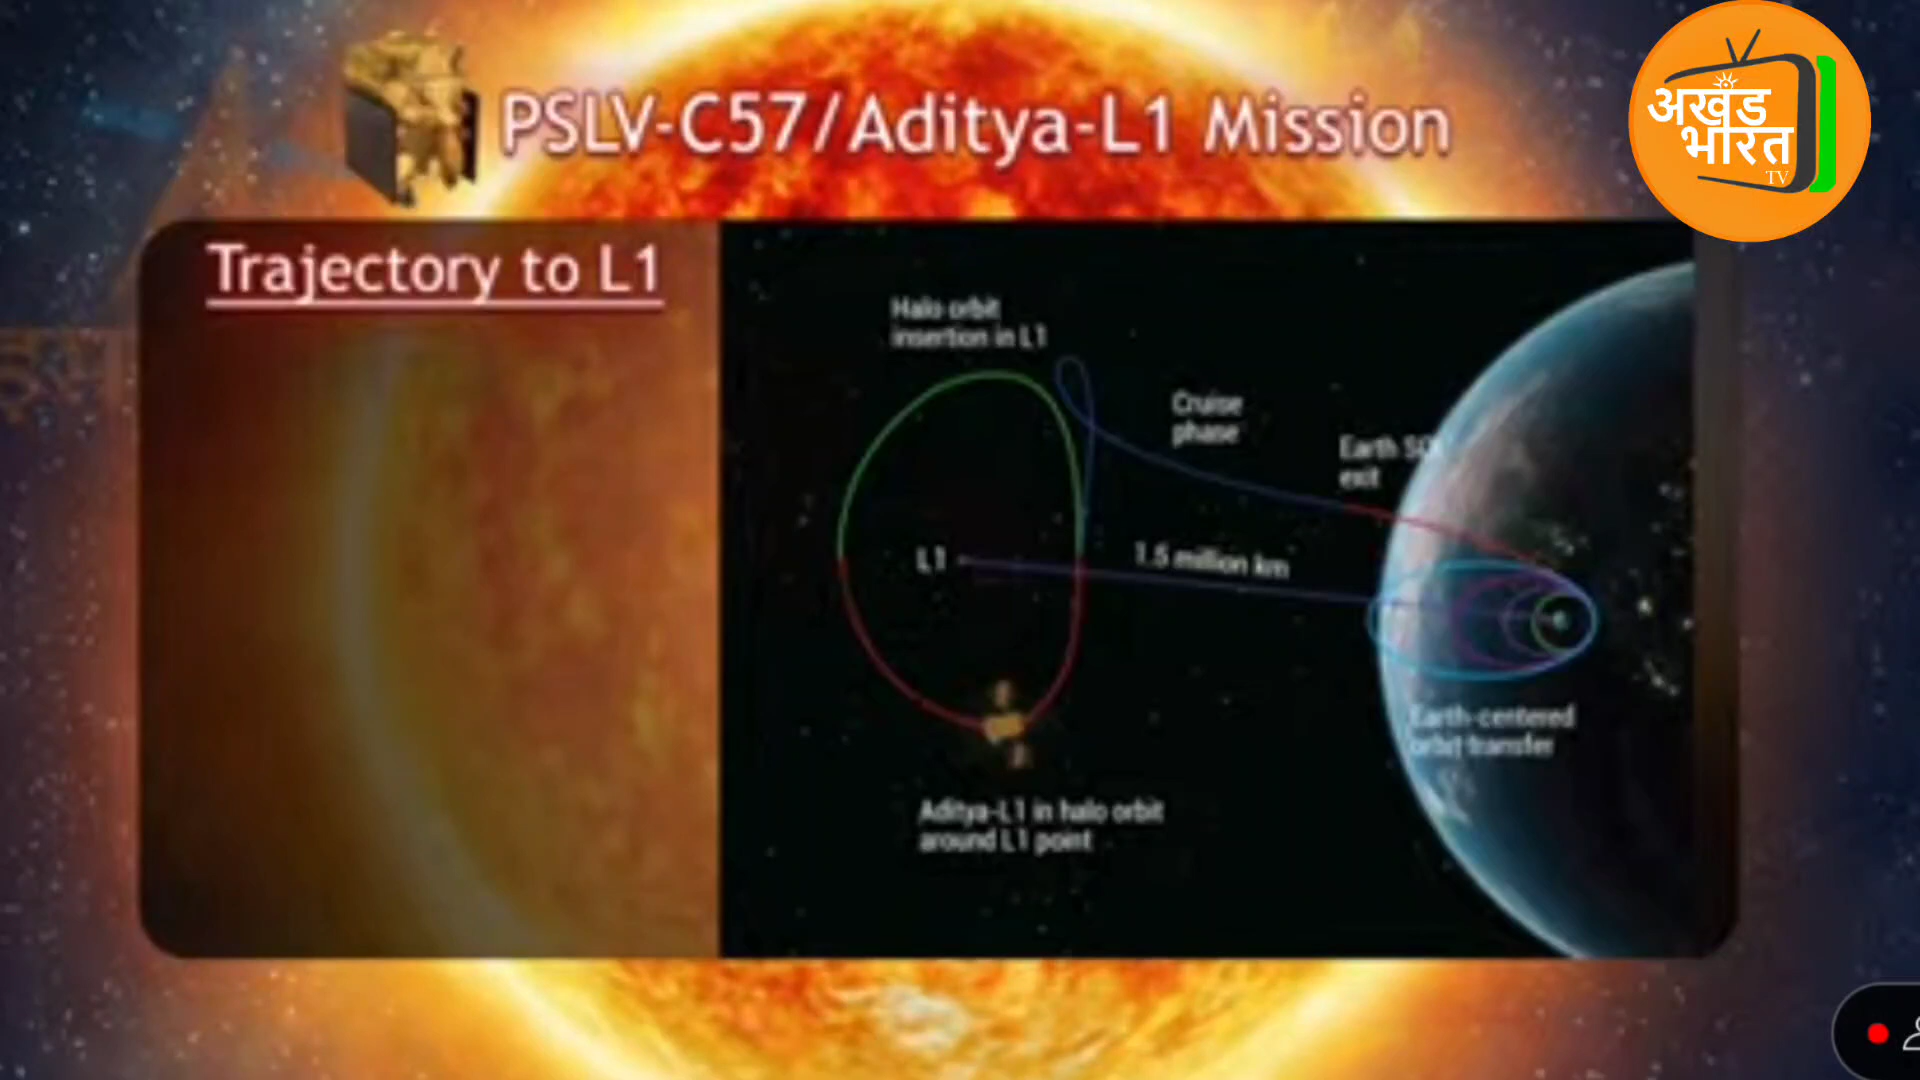 PSLV-C57/Aditya-L1 Mission
अखंड
भारत
TV
Trajectory to L1
Halo orbit
insertion in L1
Cruise
phase
Earth
exit
L1
1.5 million km
Earth-centered
orbit transfer
Aditya-L1 in halo orbit
around L1 point